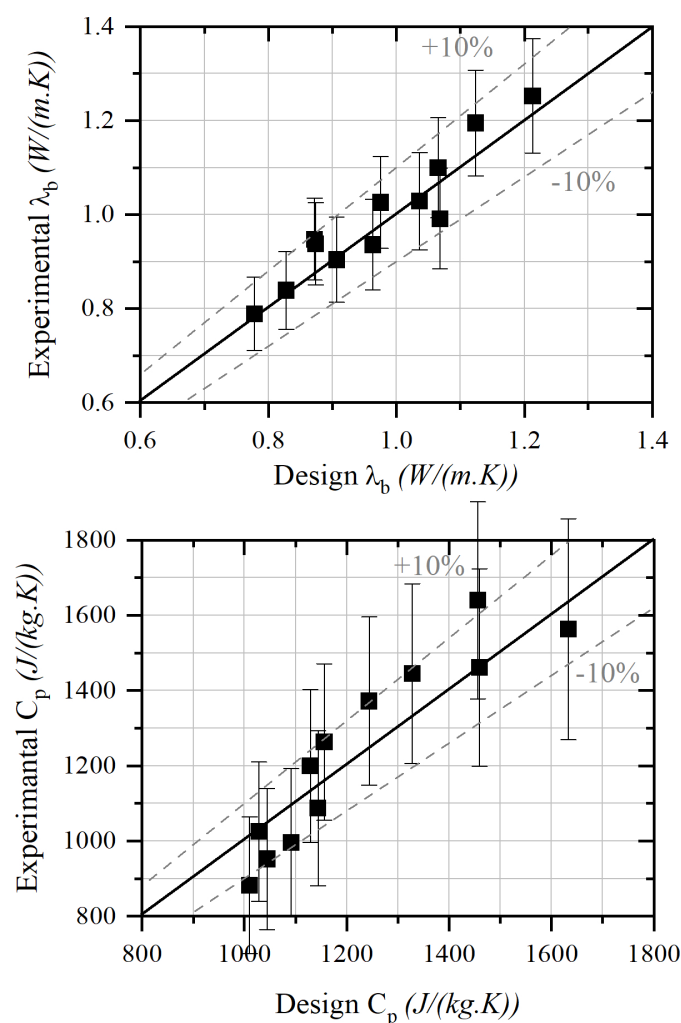 1.4
+10%
1.2
-10%
1.0
0.8
0.6
Experimental λb (W/(m.K))
0.6 0.8 1.0 1.2 1.4
Design λb (W/(m.K))
1800
+10%
1600
-10%
1400
1200
1000
800
Experimantal Cp (J/(kg.K))
800 1000 1200 1400 1600 1800
Design Cp (J/(kg.K))